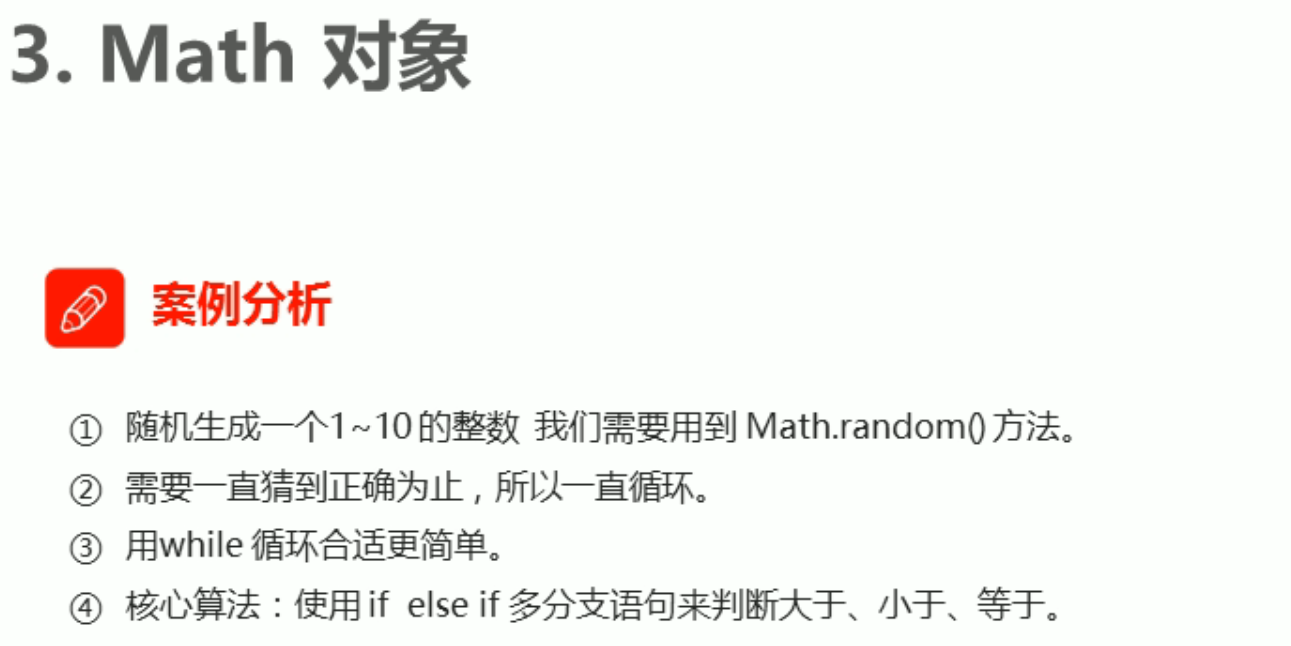 3. Math 对象
案例分析
① 随机生成一个1~10 的整数 我们需要用到 Math.random() 方法。
② 需要一直猜到正确为止，所以一直循环。
③ 用while 循环合适更简单。
④ 核心算法：使用 if else if 多分支语句来判断大于、小于、等于。